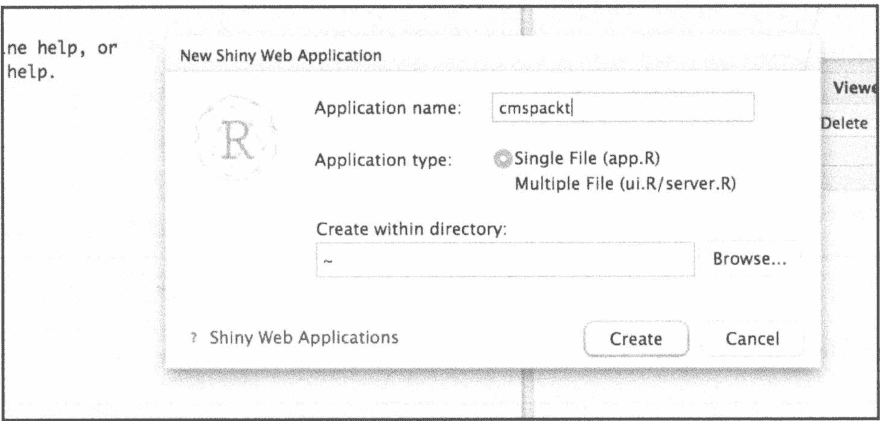 ine help, or
help.
New Shiny Web Application
R
Application name: cmspackt
Application type: Single File (app.R)
Multiple File (ui.R/server.R)
Create within directory:
~
Browse...
? Shiny Web Applications
Create
Cancel
Viewe
Delete